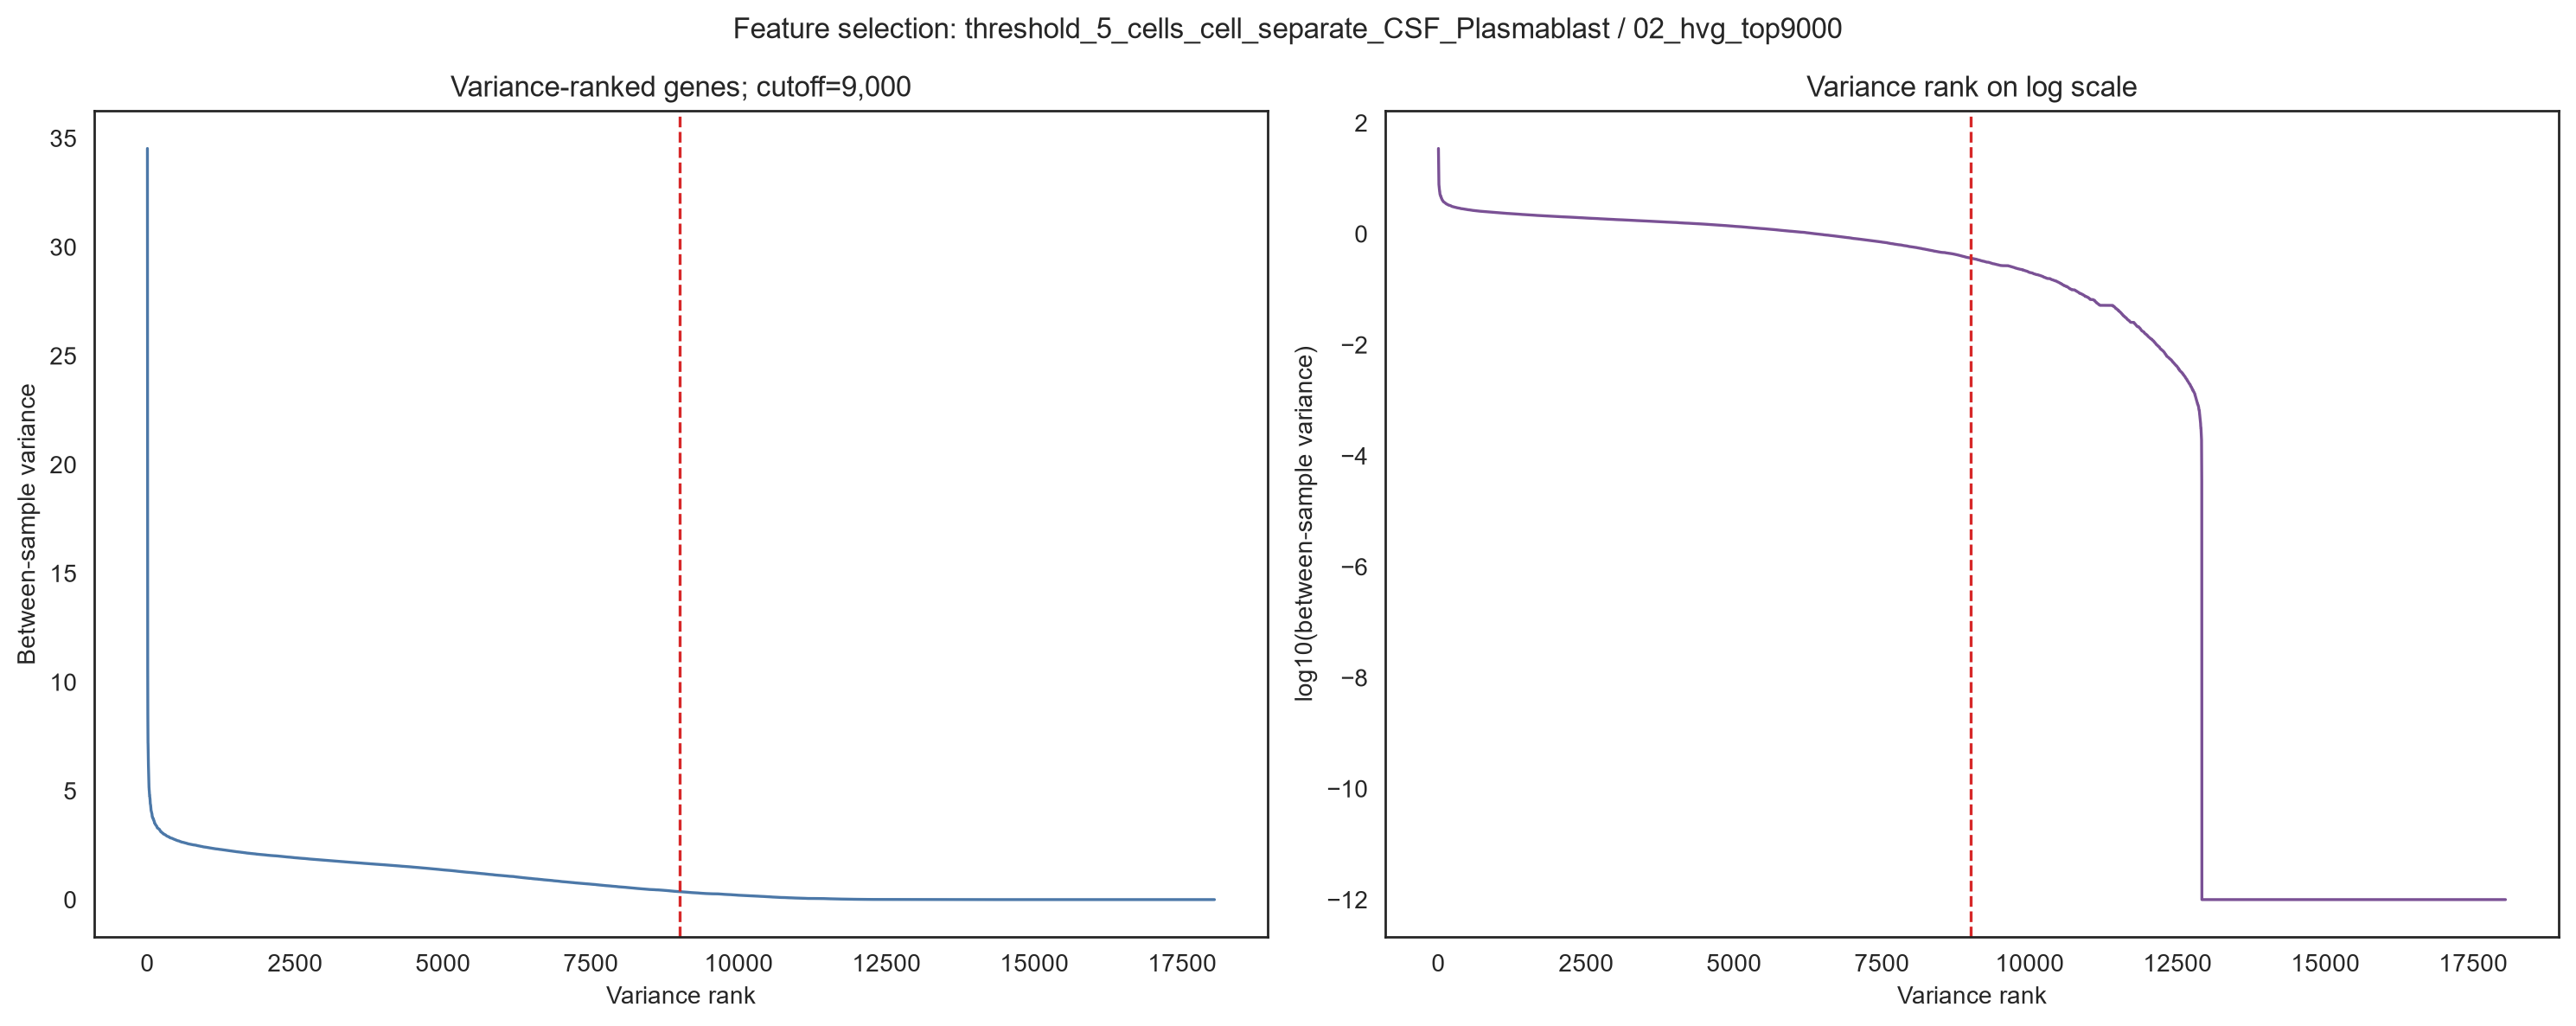 Feature selection: threshold_5_cells_cell_separate_CSF_Plasmablast / 02_hvg_top9000
Variance-ranked genes; cutoff=9,000
35
30
25
20
15
10
5
0
Between-sample variance
0 2500 5000 7500 10000 12500 15000 17500
Variance rank
Variance rank on log scale
2
0
−2
−4
−6
−8
−10
−12
log10(between-sample variance)
0 2500 5000 7500 10000 12500 15000 17500
Variance rank